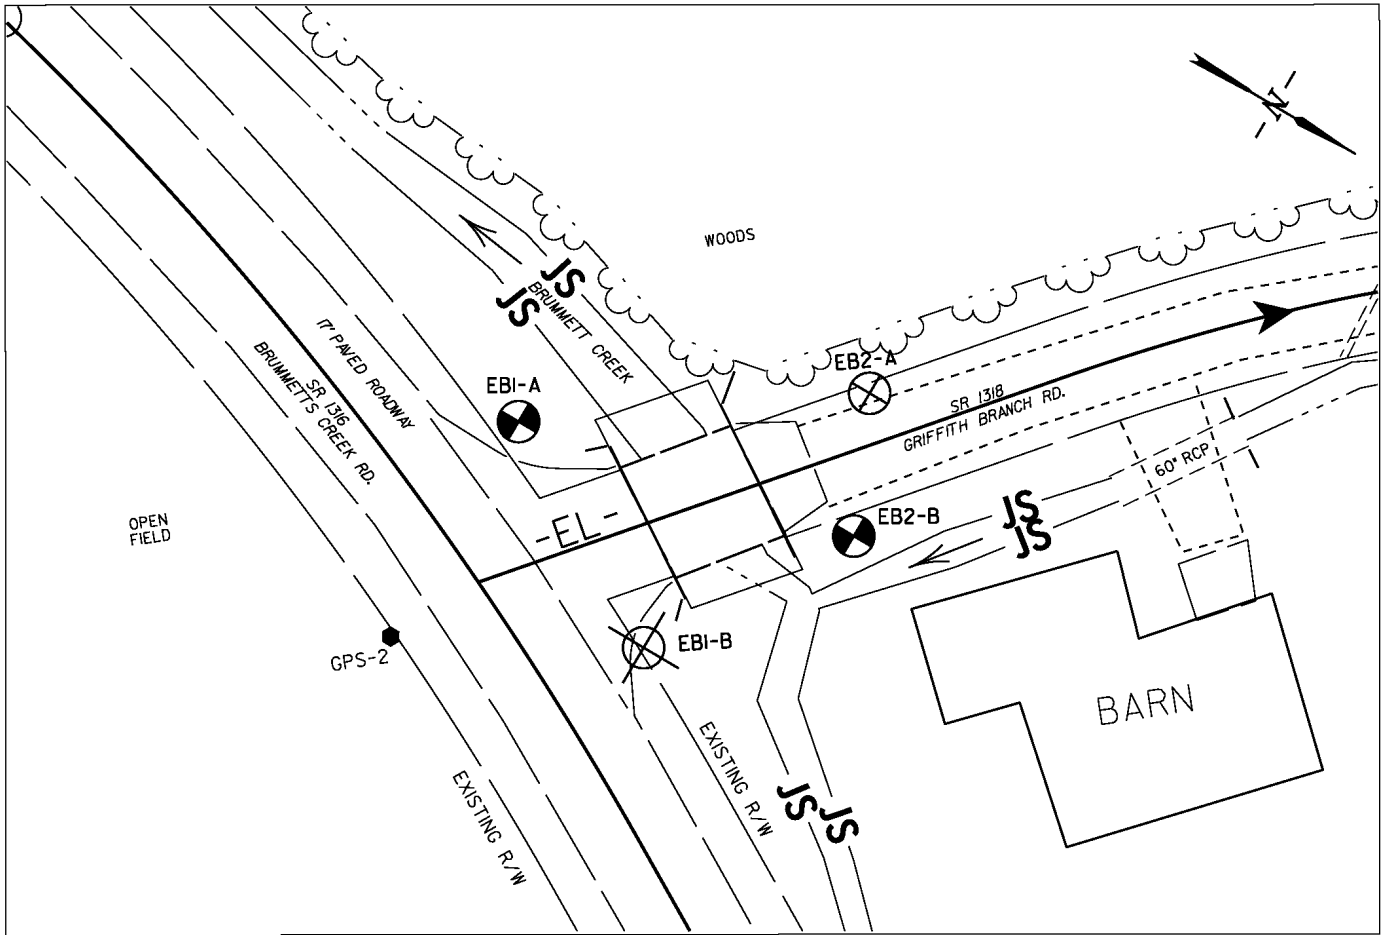 -N-
WOODS
JS
JS
BRUMMETT CREEK
17' PAVED ROADWAY
SR 1316
BRUMMETTS CREEK RD.
EB1-A
EB2-A
SR 1318
GRIFFITH BRANCH RD.
60" RCP
OPEN
FIELD
-EL-
EB2-B
JS
JS
GPS-2
EB1-B
BARN
EXISTING R/W
EXISTING R/W
JS
JS